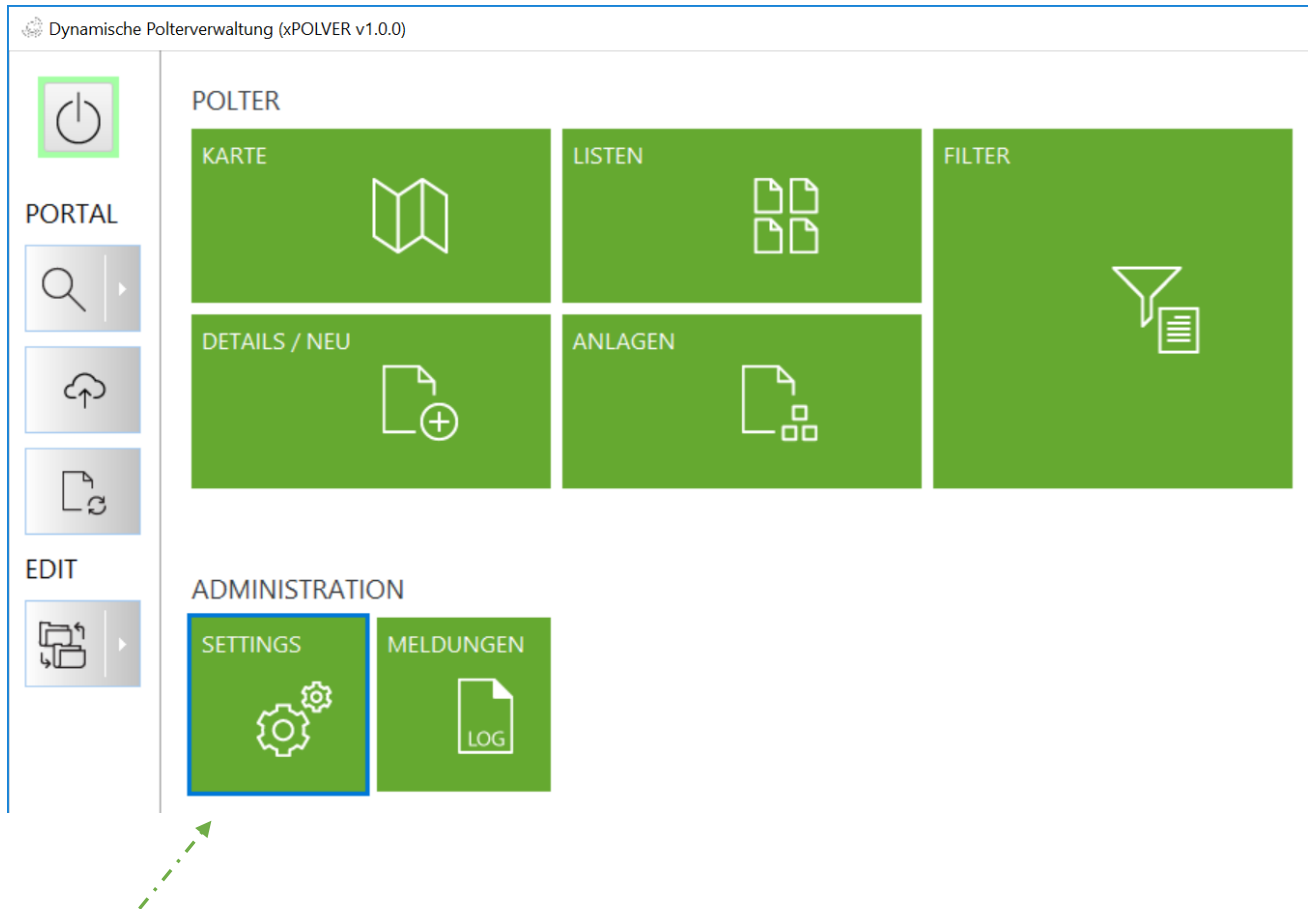 Dynamische Polterverwaltung (xPOLVER v1.0.0)
POLTER
KARTE
LISTEN
FILTER
PORTAL
DETAILS / NEU
ANLAGEN
EDIT
ADMINISTRATION
SETTINGS
MELDUNGEN
LOG